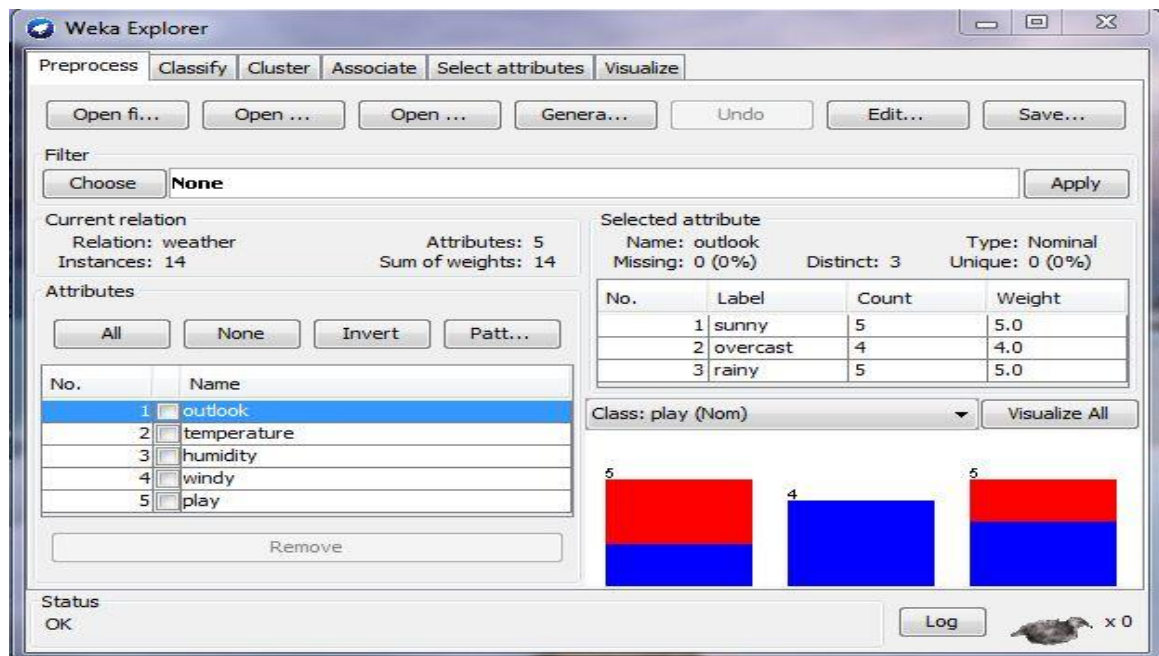 Weka Explorer
Preprocess Classify Cluster Associate Select attributes Visualize
Open fi... Open ... Open ... Genera... Undo Edit... Save...
Filter
Choose None Apply
Current relation
Relation: weather Attributes: 5
Instances: 14 Sum of weights: 14
Attributes
All None Invert Patt...
No. Name
1 outlook
2 temperature
3 humidity
4 windy
5 play
Remove
Selected attribute
Name: outlook Type: Nominal
Missing: 0 (0%) Distinct: 3 Unique: 0 (0%)
No. Label Count Weight
1 sunny 5 5.0
2 overcast 4 4.0
3 rainy 5 5.0
Class: play (Nom) Visualize All
5 4 5
Status
OK Log x 0